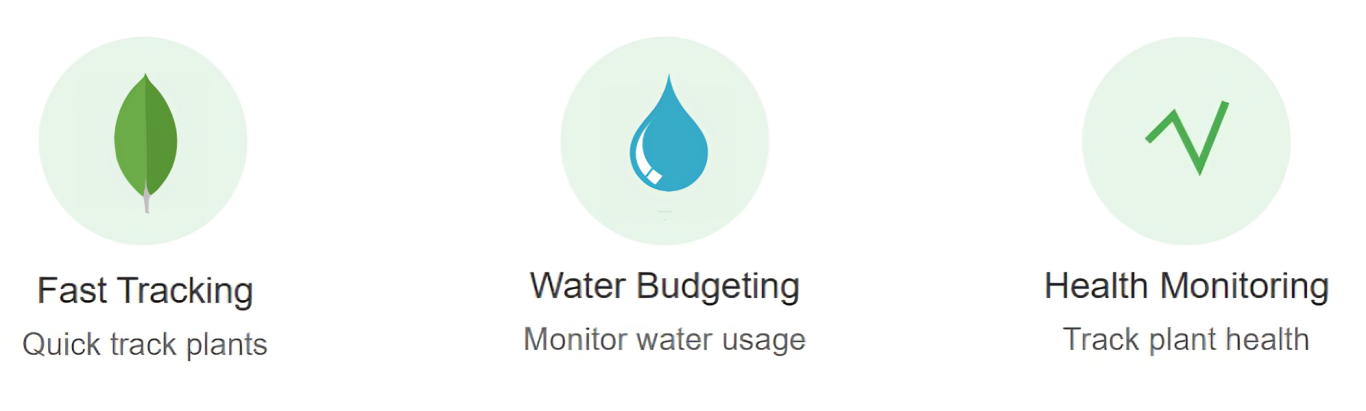 Fast Tracking
Quick track plants
Water Budgeting
Monitor water usage
Health Monitoring
Track plant health